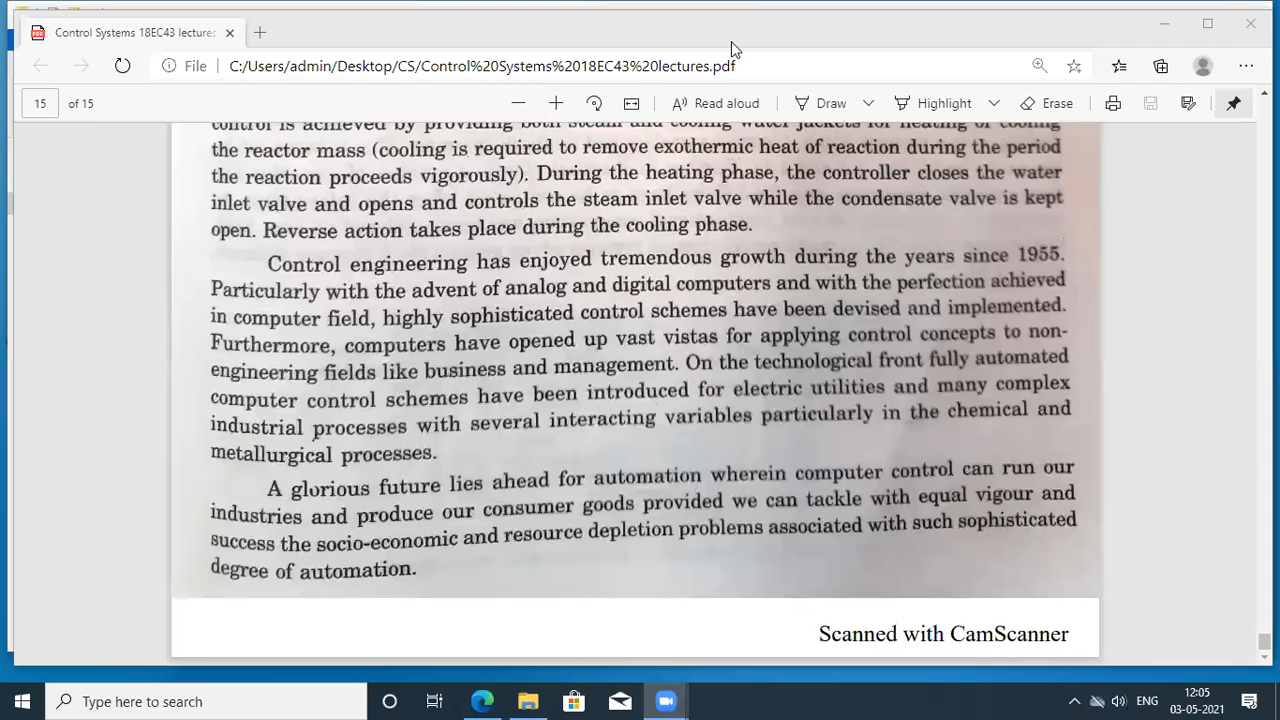 Control Systems 18EC43 lectures
File C:/Users/admin/Desktop/CS/Control%20Systems%2018EC43%20lectures.pdf
15 of 15 Read aloud Draw Highlight Erase
control is achieved by providing both steam and cooling water jackets for heating or cooling
the reactor mass (cooling is required to remove exothermic heat of reaction during the period
the reaction proceeds vigorously). During the heating phase, the controller closes the water
inlet valve and opens and controls the steam inlet valve while the condensate valve is kept
open. Reverse action takes place during the cooling phase.
Control engineering has enjoyed tremendous growth during the years since 1955.
Particularly with the advent of analog and digital computers and with the perfection achieved
in computer field, highly sophisticated control schemes have been devised and implemented.
Furthermore, computers have opened up vast vistas for applying control concepts to non-
engineering fields like business and management. On the technological front fully automated
computer control schemes have been introduced for electric utilities and many complex
industrial processes with several interacting variables particularly in the chemical and
metallurgical processes.
A glorious future lies ahead for automation wherein computer control can run our
industries and produce our consumer goods provided we can tackle with equal vigour and
success the socio-economic and resource depletion problems associated with such sophisticated
degree of automation.
Scanned with CamScanner
Type here to search
ENG
12:05
03-05-2021